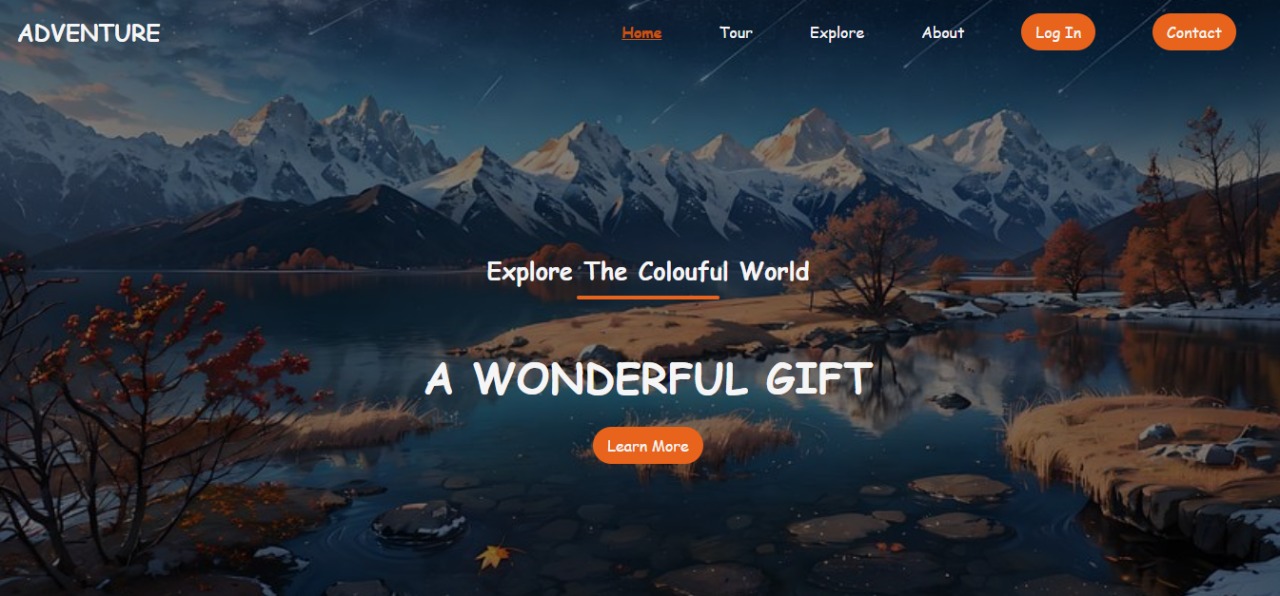 ADVENTURE
Home Tour Explore About Log In Contact
Explore The Colouful World
A WONDERFUL GIFT
Learn More